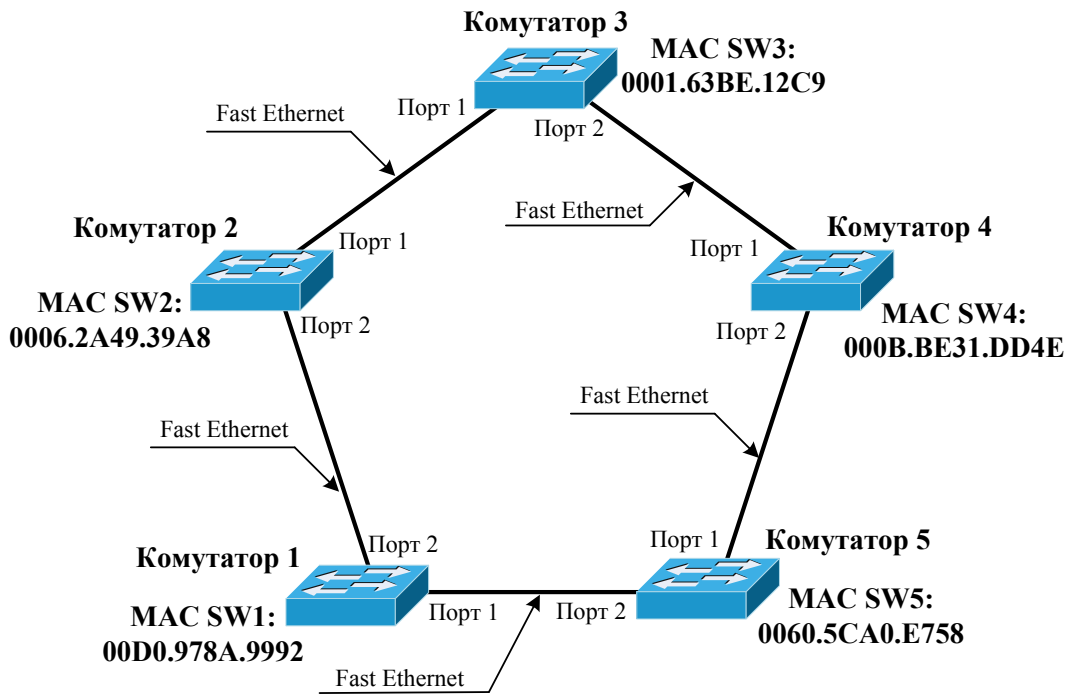 Комутатор 3
MAC SW3:
0001.63BE.12C9
Порт 1
Fast Ethernet
Порт 2
Fast Ethernet
Комутатор 2
Порт 1
MAC SW2:
0006.2A49.39A8
Порт 2
Комутатор 4
Порт 1
MAC SW4:
000B.BE31.DD4E
Порт 2
Fast Ethernet
Fast Ethernet
Комутатор 1
Порт 2
MAC SW1:
00D0.978A.9992
Порт 1
Fast Ethernet
Порт 1
Комутатор 5
Порт 2
MAC SW5:
0060.5CA0.E758